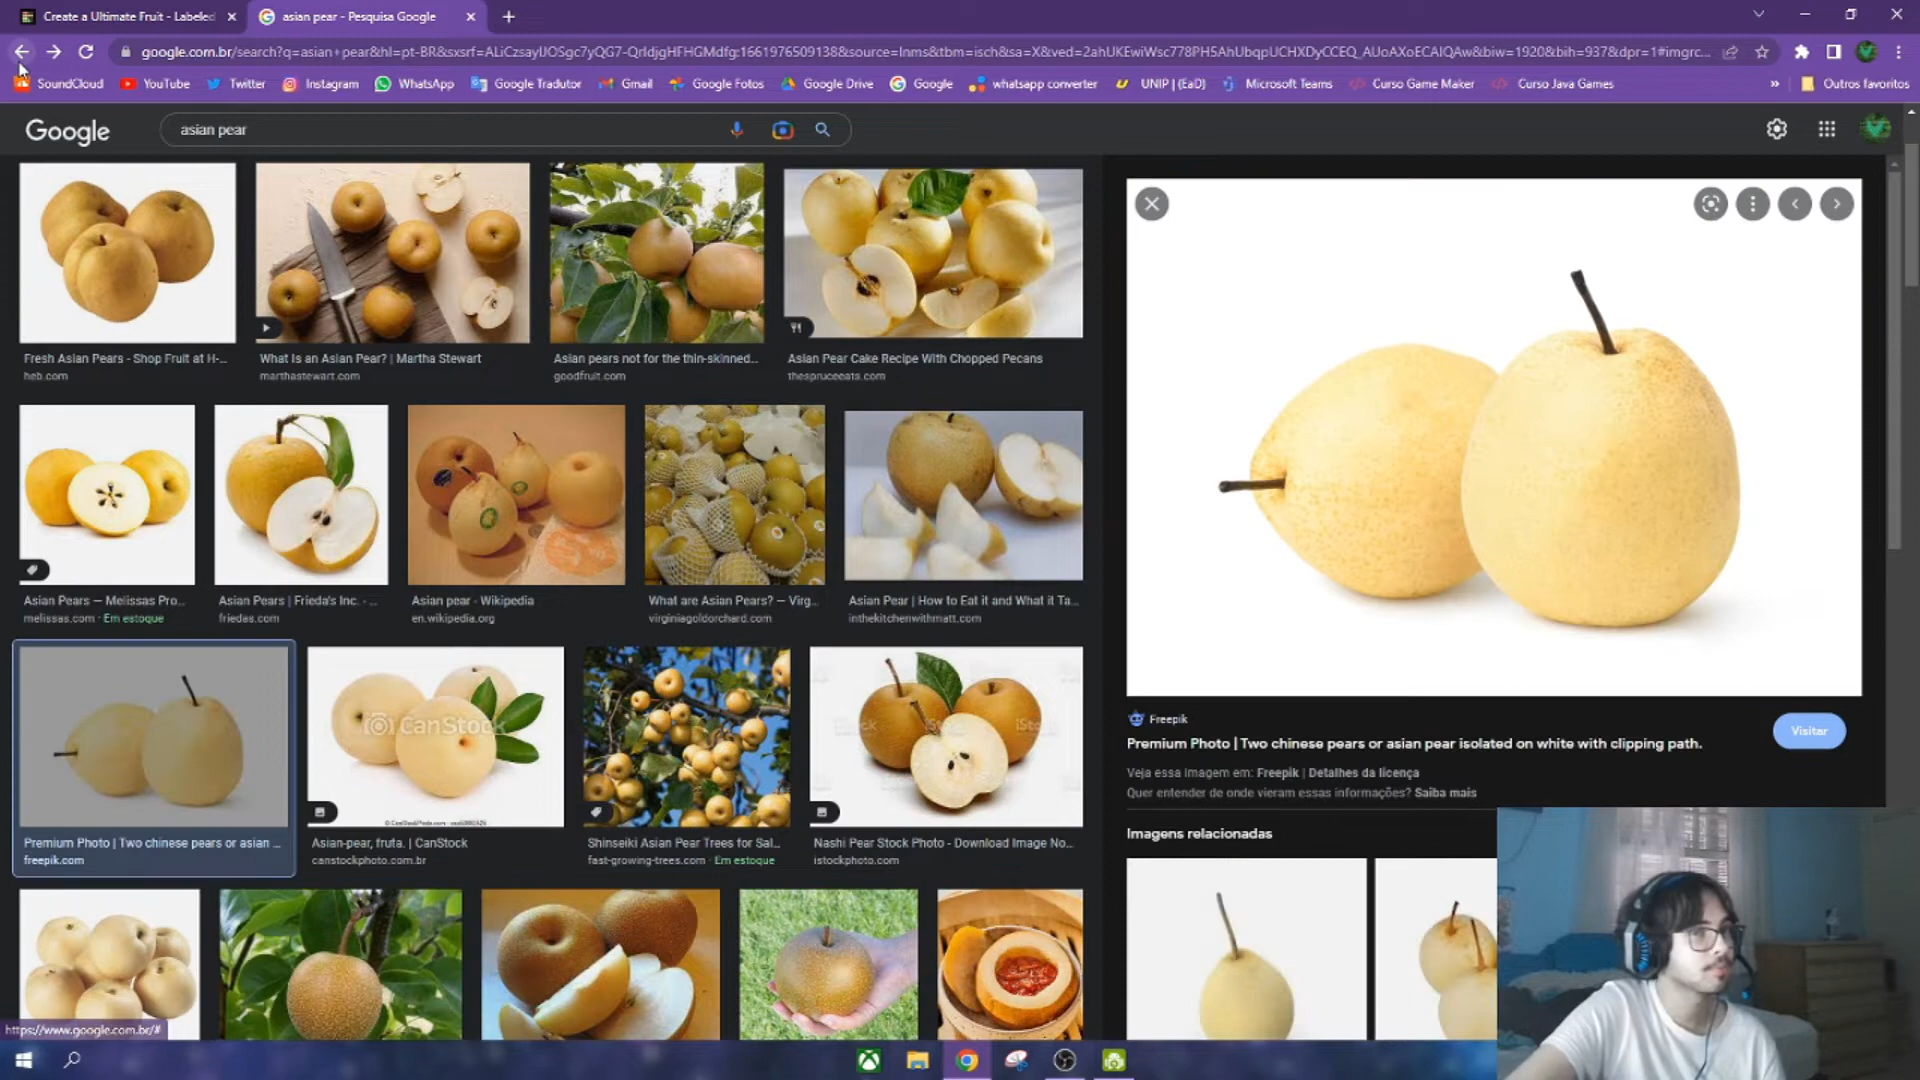 Create a Ultimate Fruit - Labeled
asian pear - Pesquisa Google
google.com.br/search?q=asian+pear&hl=pt-BR&sxsrf=
SoundCloud
YouTube
Twitter
Instagram
WhatsApp
Google Tradutor
Gmail
Google Fotos
Google Drive
Google
whatsapp converter
UNIP | (EaD)
Microsoft Teams
Curso Game Maker
Curso Java Games
»
Outros favoritos
Google
asian pear
Fresh Asian Pears - Shop Fruit at H-...
heb.com
What Is an Asian Pear? | Martha Stewart
marthastewart.com
Asian pears not for the thin-skinned...
goodfruit.com
Asian Pear Cake Recipe With Chopped Pecans
thespruceeats.com
Asian Pears — Melissas Pro...
melissas.com · Em estoque
Asian Pears | Frieda's Inc. - ...
friedas.com
Asian pear - Wikipedia
en.wikipedia.org
What are Asian Pears? — Virg...
virginiagoldorchard.com
Asian Pear | How to Eat it and What it Ta...
inthekitchenwithmatt.com
CanStock
iStock
Premium Photo | Two chinese pears or asian ...
freepik.com
Asian-pear, fruta. | CanStock
canstockphoto.com.br
Shinseiki Asian Pear Trees for Sal...
fast-growing-trees.com · Em estoque
Nashi Pear Stock Photo - Download Image No...
istockphoto.com
Freepik
Premium Photo | Two chinese pears or asian pear isolated on white with clipping path.
Visitar
Veja essa imagem em: Freepik | Detalhes da licença
Quer entender de onde vieram essas informações? Saiba mais
Imagens relacionadas
https://www.google.com.br/#